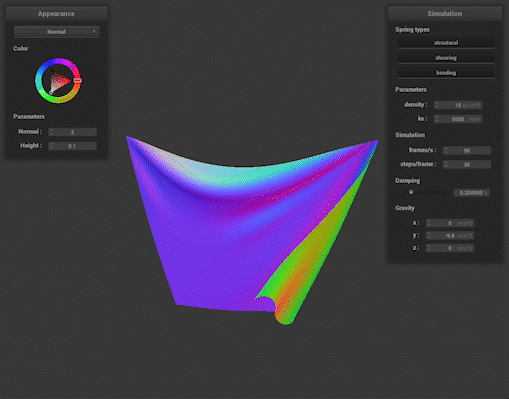 Appearance
Normal
Color
Parameters
Normal : 2
Height : 0.1
Simulation
Spring types
structural
shearing
bending
Parameters
density : 15 g/cm^2
ks : 5000 N/m
Simulation
frames/s : 90
steps/frame : 30
Damping
0.200000 %
Gravity
x : 0 m/s^2
y : -9.8 m/s^2
z : 0 m/s^2